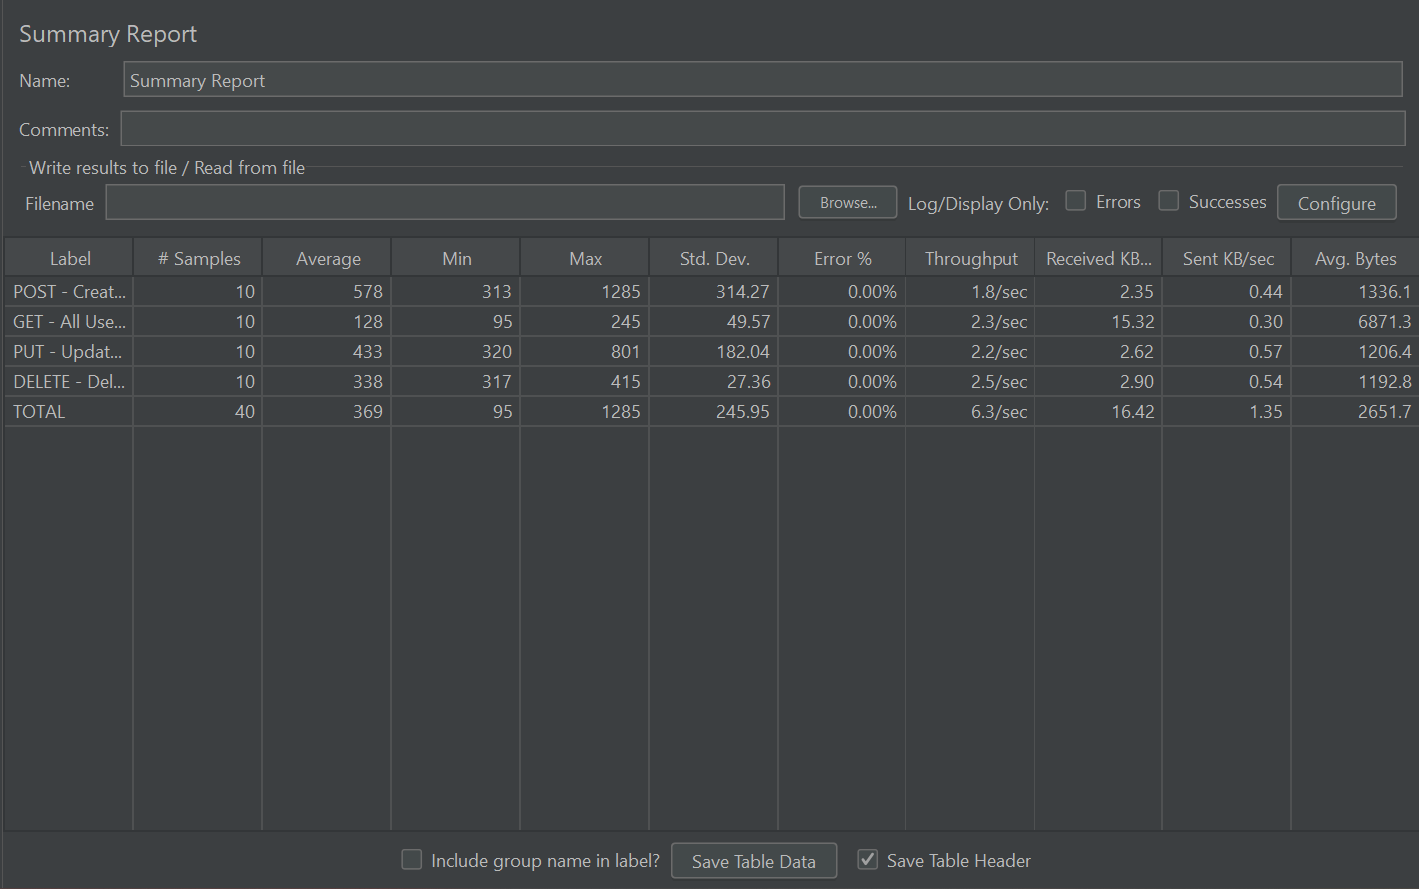 Summary Report
Name: Summary Report
Comments:
Write results to file / Read from file
Filename Browse... Log/Display Only: Errors Successes Configure
Label # Samples Average Min Max Std. Dev. Error % Throughput Received KB... Sent KB/sec Avg. Bytes
POST - Creat... 10 578 313 1285 314.27 0.00% 1.8/sec 2.35 0.44 1336.1
GET - All Use... 10 128 95 245 49.57 0.00% 2.3/sec 15.32 0.30 6871.3
PUT - Updat... 10 433 320 801 182.04 0.00% 2.2/sec 2.62 0.57 1206.4
DELETE - Del... 10 338 317 415 27.36 0.00% 2.5/sec 2.90 0.54 1192.8
TOTAL 40 369 95 1285 245.95 0.00% 6.3/sec 16.42 1.35 2651.7
Include group name in label? Save Table Data Save Table Header